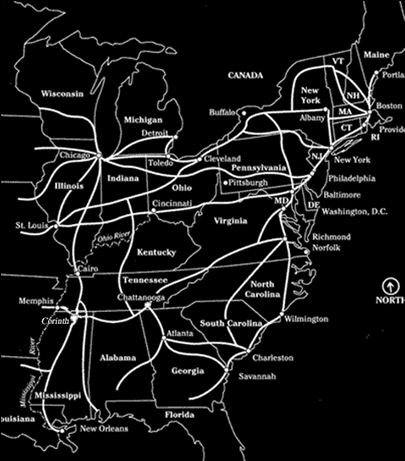 Maine
VT
CANADA
Portla
Wisconsin
New
York
NH
Michigan
Buffalo
MA
Boston
Albany
Detroit
CT
Provide
RI
Chicago
Toledo
Cleveland
NJ
New York
Pennsylvania
Illinois
Indiana
Ohio
Pittsburgh
Philadelphia
Baltimore
MD
DE
Cincinnati
Washington, D.C.
Virginia
St. Louis
Ohio River
Richmond
Norfolk
Kentucky
Cairo
Tennessee
North
Carolina
Memphis
Chattanooga
NORTH
Corinth
South Carolina
Wilmington
Atlanta
Mississippi River
Alabama
Charleston
Georgia
Savannah
Mississippi
Florida
ouisiana
New Orleans